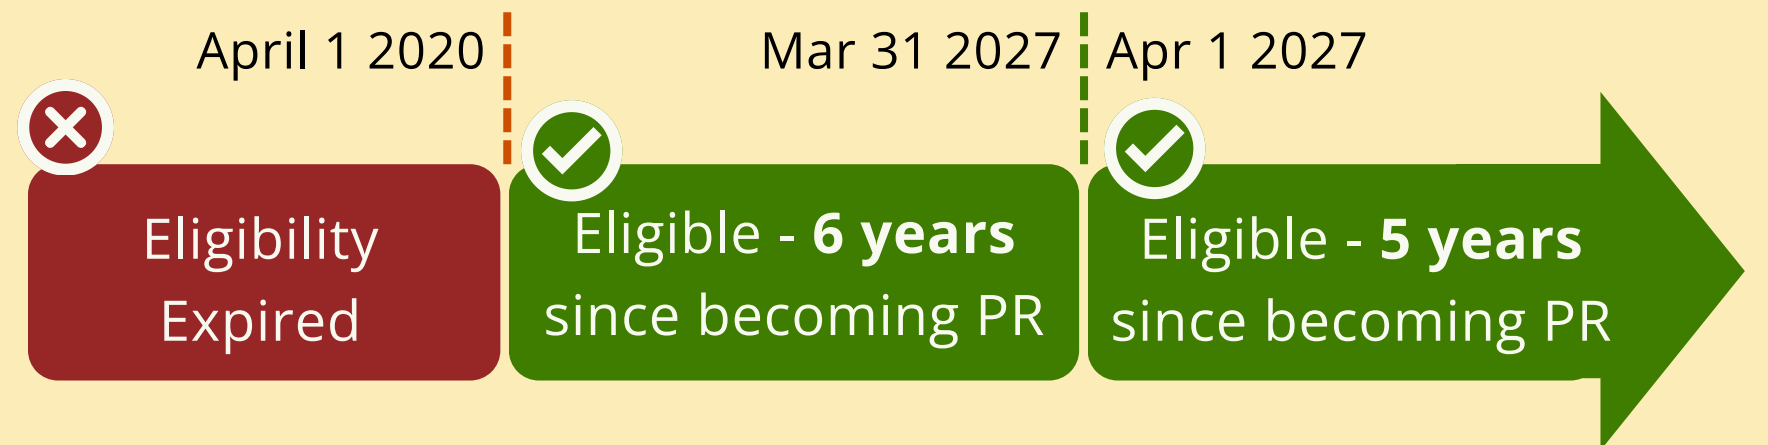 April 1 2020
Mar 31 2027
Apr 1 2027
Eligibility
Expired
Eligible - 6 years
since becoming PR
Eligible - 5 years
since becoming PR